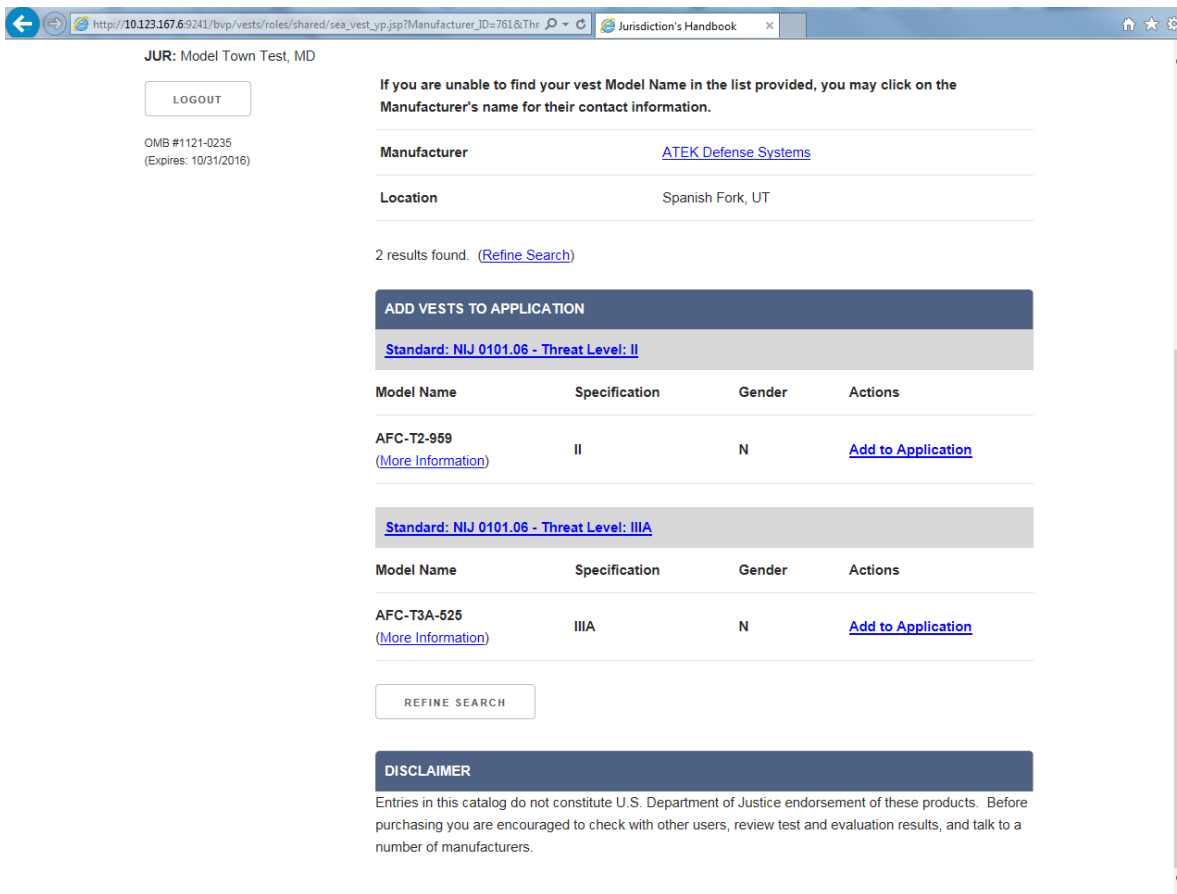 http://10.123.167.6:9241/bvp/vests/roles/shared/sea_vest_yp.jsp?Manufacturer_ID=761&Thr
Jurisdiction's Handbook
JUR: Model Town Test, MD
LOGOUT
OMB #1121-0235
(Expires: 10/31/2016)
If you are unable to find your vest Model Name in the list provided, you may click on the
Manufacturer's name for their contact information.
Manufacturer ATEK Defense Systems
Location Spanish Fork, UT
2 results found. (Refine Search)
ADD VESTS TO APPLICATION
Standard: NIJ 0101.06 - Threat Level: II
Model Name Specification Gender Actions
AFC-T2-959
(More Information) II N Add to Application
Standard: NIJ 0101.06 - Threat Level: IIIA
Model Name Specification Gender Actions
AFC-T3A-525
(More Information) IIIA N Add to Application
REFINE SEARCH
DISCLAIMER
Entries in this catalog do not constitute U.S. Department of Justice endorsement of these products. Before
purchasing you are encouraged to check with other users, review test and evaluation results, and talk to a
number of manufacturers.